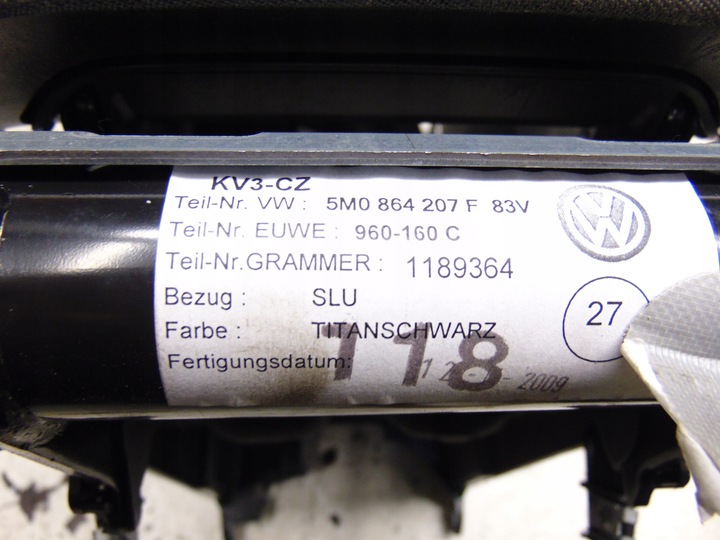 KV3-CZ
Teil-Nr. VW : 5M0 864 207 F 83V
Teil-Nr. EUWE : 960-160 C
Teil-Nr.GRAMMER : 1189364
Bezug : SLU
27
Farbe : TITANSCHWARZ
Fertigungsdatum:
118
2009